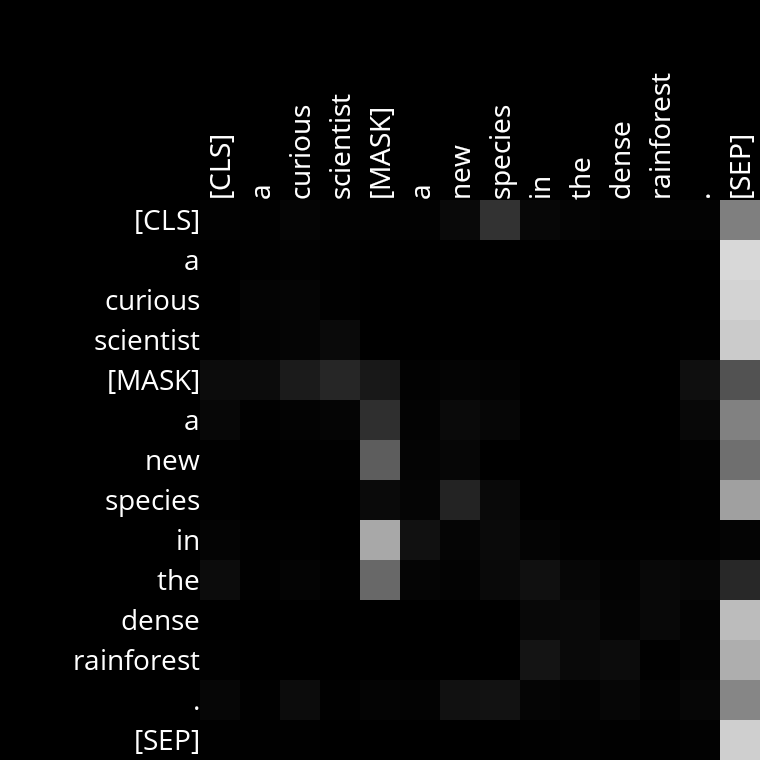 [CLS]
a
curious
scientist
[MASK]
a
new
species
in
the
dense
rainforest
.
[SEP]
[CLS]
a
curious
scientist
[MASK]
a
new
species
in
the
dense
rainforest
.
[SEP]